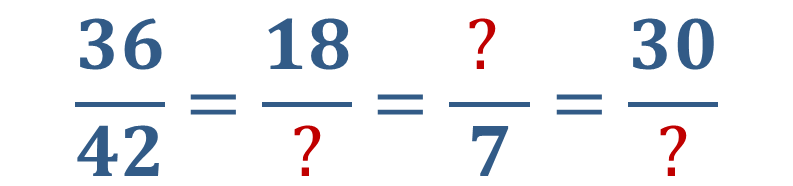 36/42 = 18/? = ?/7 = 30/?